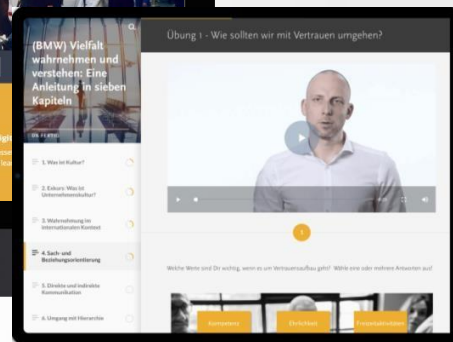 (BMW) Vielfalt
wahrnehmen und
verstehen: Eine
Anleitung in sieben
Kapiteln
1. Was ist Kultur?
2. Exkurs: Was ist
Unternehmenskultur?
3. Wahrnehmung im
internationalen Kontext
4. Sach- und
Beziehungsorientierung
5. Direkte und indirekte
Kommunikation
6. Umgang mit Hierarchie
Übung 1 - Wie sollten wir mit Vertrauen umgehen?
1
Welche Werte sind Dir wichtig, wenn es um Vertrauensaufbau geht? Wähle eine oder mehrere Antworten aus!
Kompetenz
Ehrlichkeit
Freizeitaktivitäten